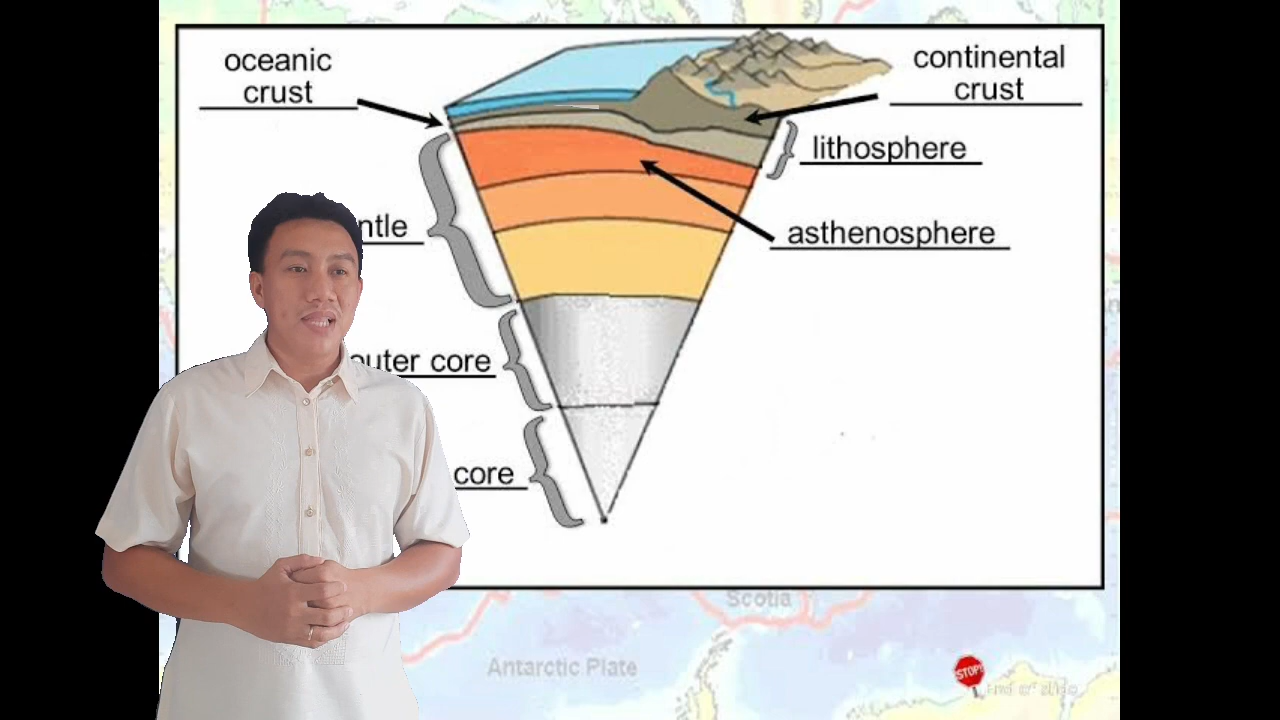 oceanic
crust
continental
crust
lithosphere
ntle
asthenosphere
outer core
core
Scotia
Antarctic Plate
STOP!